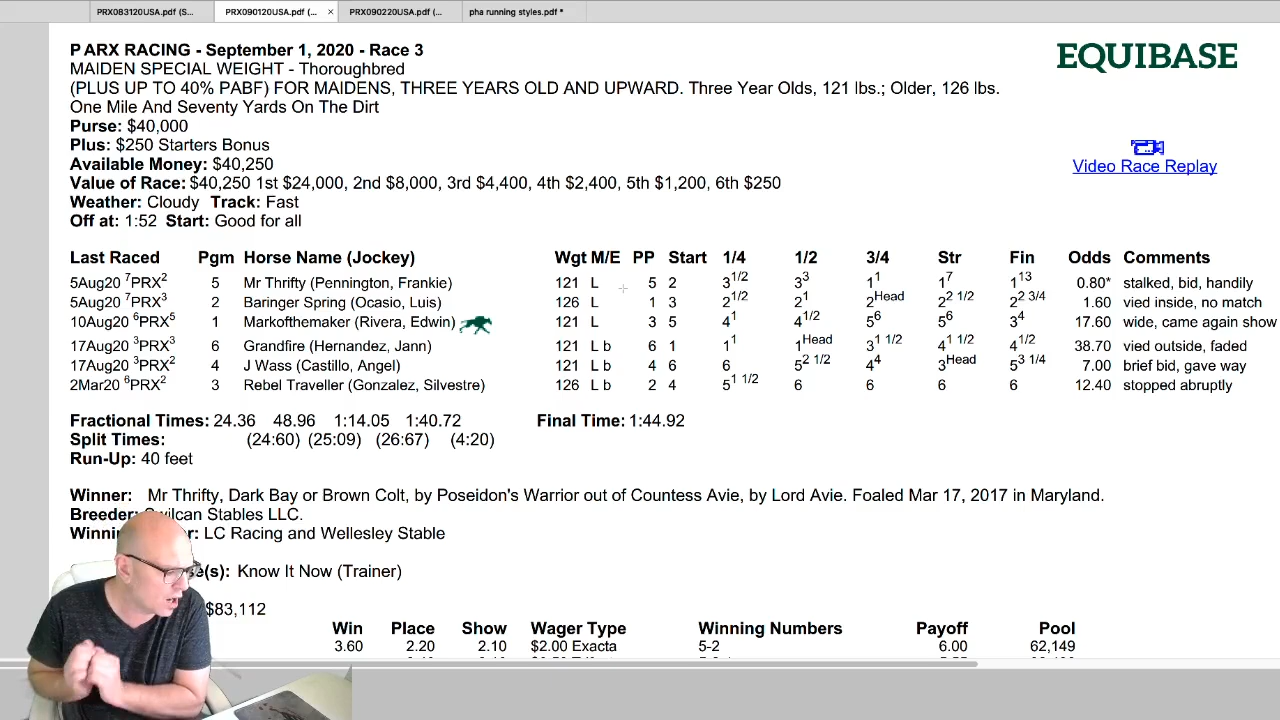 PRX083120USA.pdf (S... PRX090120USA.pdf (... × PRX090220USA.pdf (... pha running styles.pdf *
PARX RACING - September 1, 2020 - Race 3
EQUIBASE
MAIDEN SPECIAL WEIGHT - Thoroughbred
(PLUS UP TO 40% PABF) FOR MAIDENS, THREE YEARS OLD AND UPWARD. Three Year Olds, 121 lbs.; Older, 126 lbs.
One Mile And Seventy Yards On The Dirt
Purse: $40,000
Plus: $250 Starters Bonus
Available Money: $40,250
Video Race Replay
Value of Race: $40,250 1st $24,000, 2nd $8,000, 3rd $4,400, 4th $2,400, 5th $1,200, 6th $250
Weather: Cloudy Track: Fast
Off at: 1:52 Start: Good for all
Last Raced Pgm Horse Name (Jockey) Wgt M/E PP Start 1/4 1/2 3/4 Str Fin Odds Comments
5Aug20 7PRX2 5 Mr Thrifty (Pennington, Frankie) 121 L 5 2 31/2 33 11 17 113 0.80* stalked, bid, handily
5Aug20 7PRX3 2 Baringer Spring (Ocasio, Luis) 126 L 1 3 21/2 21 2Head 22 1/2 22 3/4 1.60 vied inside, no match
10Aug20 6PRX5 1 Markofthemaker (Rivera, Edwin) 121 L 3 5 41 41/2 56 56 34 17.60 wide, came again show
17Aug20 3PRX3 6 Grandfire (Hernandez, Jann) 121 L b 6 1 11 1Head 31 1/2 41 1/2 41/2 38.70 vied outside, faded
17Aug20 3PRX2 4 J Wass (Castillo, Angel) 121 L b 4 6 6 52 1/2 44 3Head 53 1/4 7.00 brief bid, gave way
2Mar20 6PRX2 3 Rebel Traveller (Gonzalez, Silvestre) 126 L b 2 4 51 1/2 6 6 6 6 12.40 stopped abruptly
Fractional Times: 24.36 48.96 1:14.05 1:40.72 Final Time: 1:44.92
Split Times: (24:60) (25:09) (26:67) (4:20)
Run-Up: 40 feet
Winner: Mr Thrifty, Dark Bay or Brown Colt, by Poseidon's Warrior out of Countess Avie, by Lord Avie. Foaled Mar 17, 2017 in Maryland.
Breeder: Stables LLC.
LC Racing and Wellesley Stable
Know It Now (Trainer)
$83,112
Win Place Show Wager Type Winning Numbers Payoff Pool
3.60 2.20 2.10 $2.00 Exacta 5-2 6.00 62,149